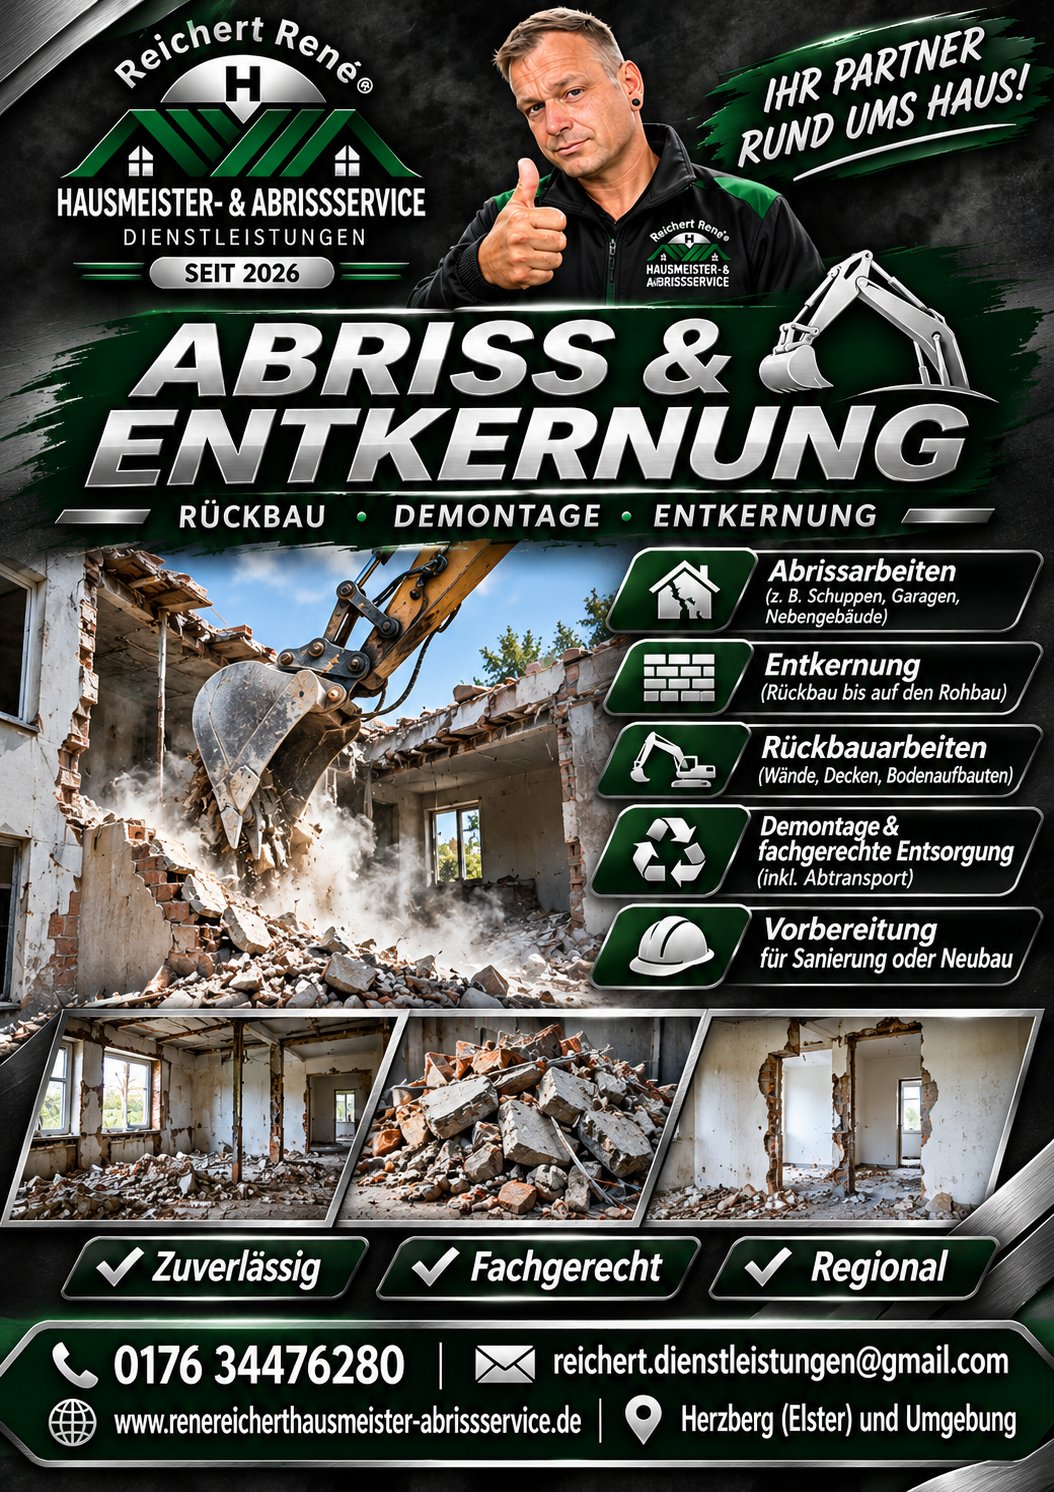 Reichert René®
H
HAUSMEISTER- & ABRISSSERVICE
DIENSTLEISTUNGEN
SEIT 2026
IHR PARTNER
RUND UMS HAUS!
Reichert René®
H
HAUSMEISTER- &
ABRISSSERVICE
ABRISS &
ENTKERNUNG
RÜCKBAU • DEMONTAGE • ENTKERNUNG
Abrissarbeiten
(z. B. Schuppen, Garagen,
Nebengebäude)
Entkernung
(Rückbau bis auf den Rohbau)
Rückbauarbeiten
(Wände, Decken, Bodenaufbauten)
Demontage &
fachgerechte Entsorgung
(inkl. Abtransport)
Vorbereitung
für Sanierung oder Neubau
Zuverlässig
Fachgerecht
Regional
0176 34476280
reichert.dienstleistungen@gmail.com
www.renereicherthausmeister-abrissservice.de
Herzberg (Elster) und Umgebung